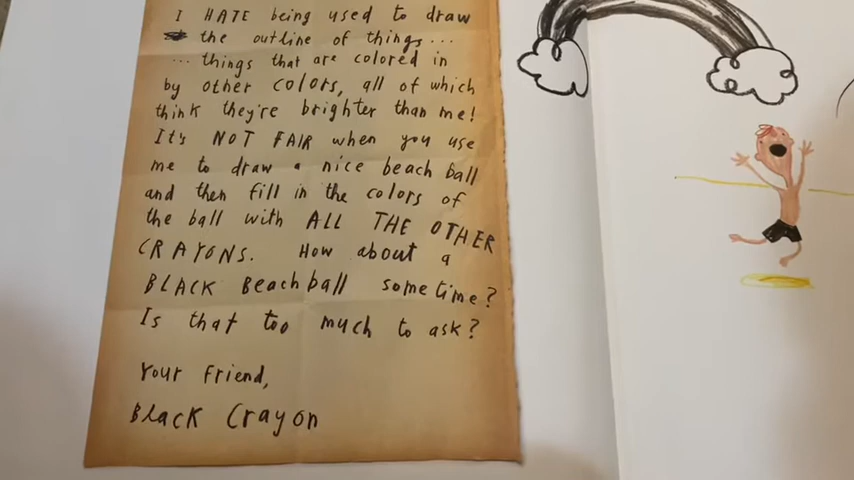 I HATE being used to draw
the outline of things...
... things that are colored in
by other colors, all of which
think they're brighter than me!
It's NOT FAIR when you use
me to draw a nice beach ball
and then fill in the colors of
the ball with ALL THE OTHER
CRAYONS. How about a
BLACK Beach ball sometime?
Is that too much to ask?
Your friend,
Black Crayon